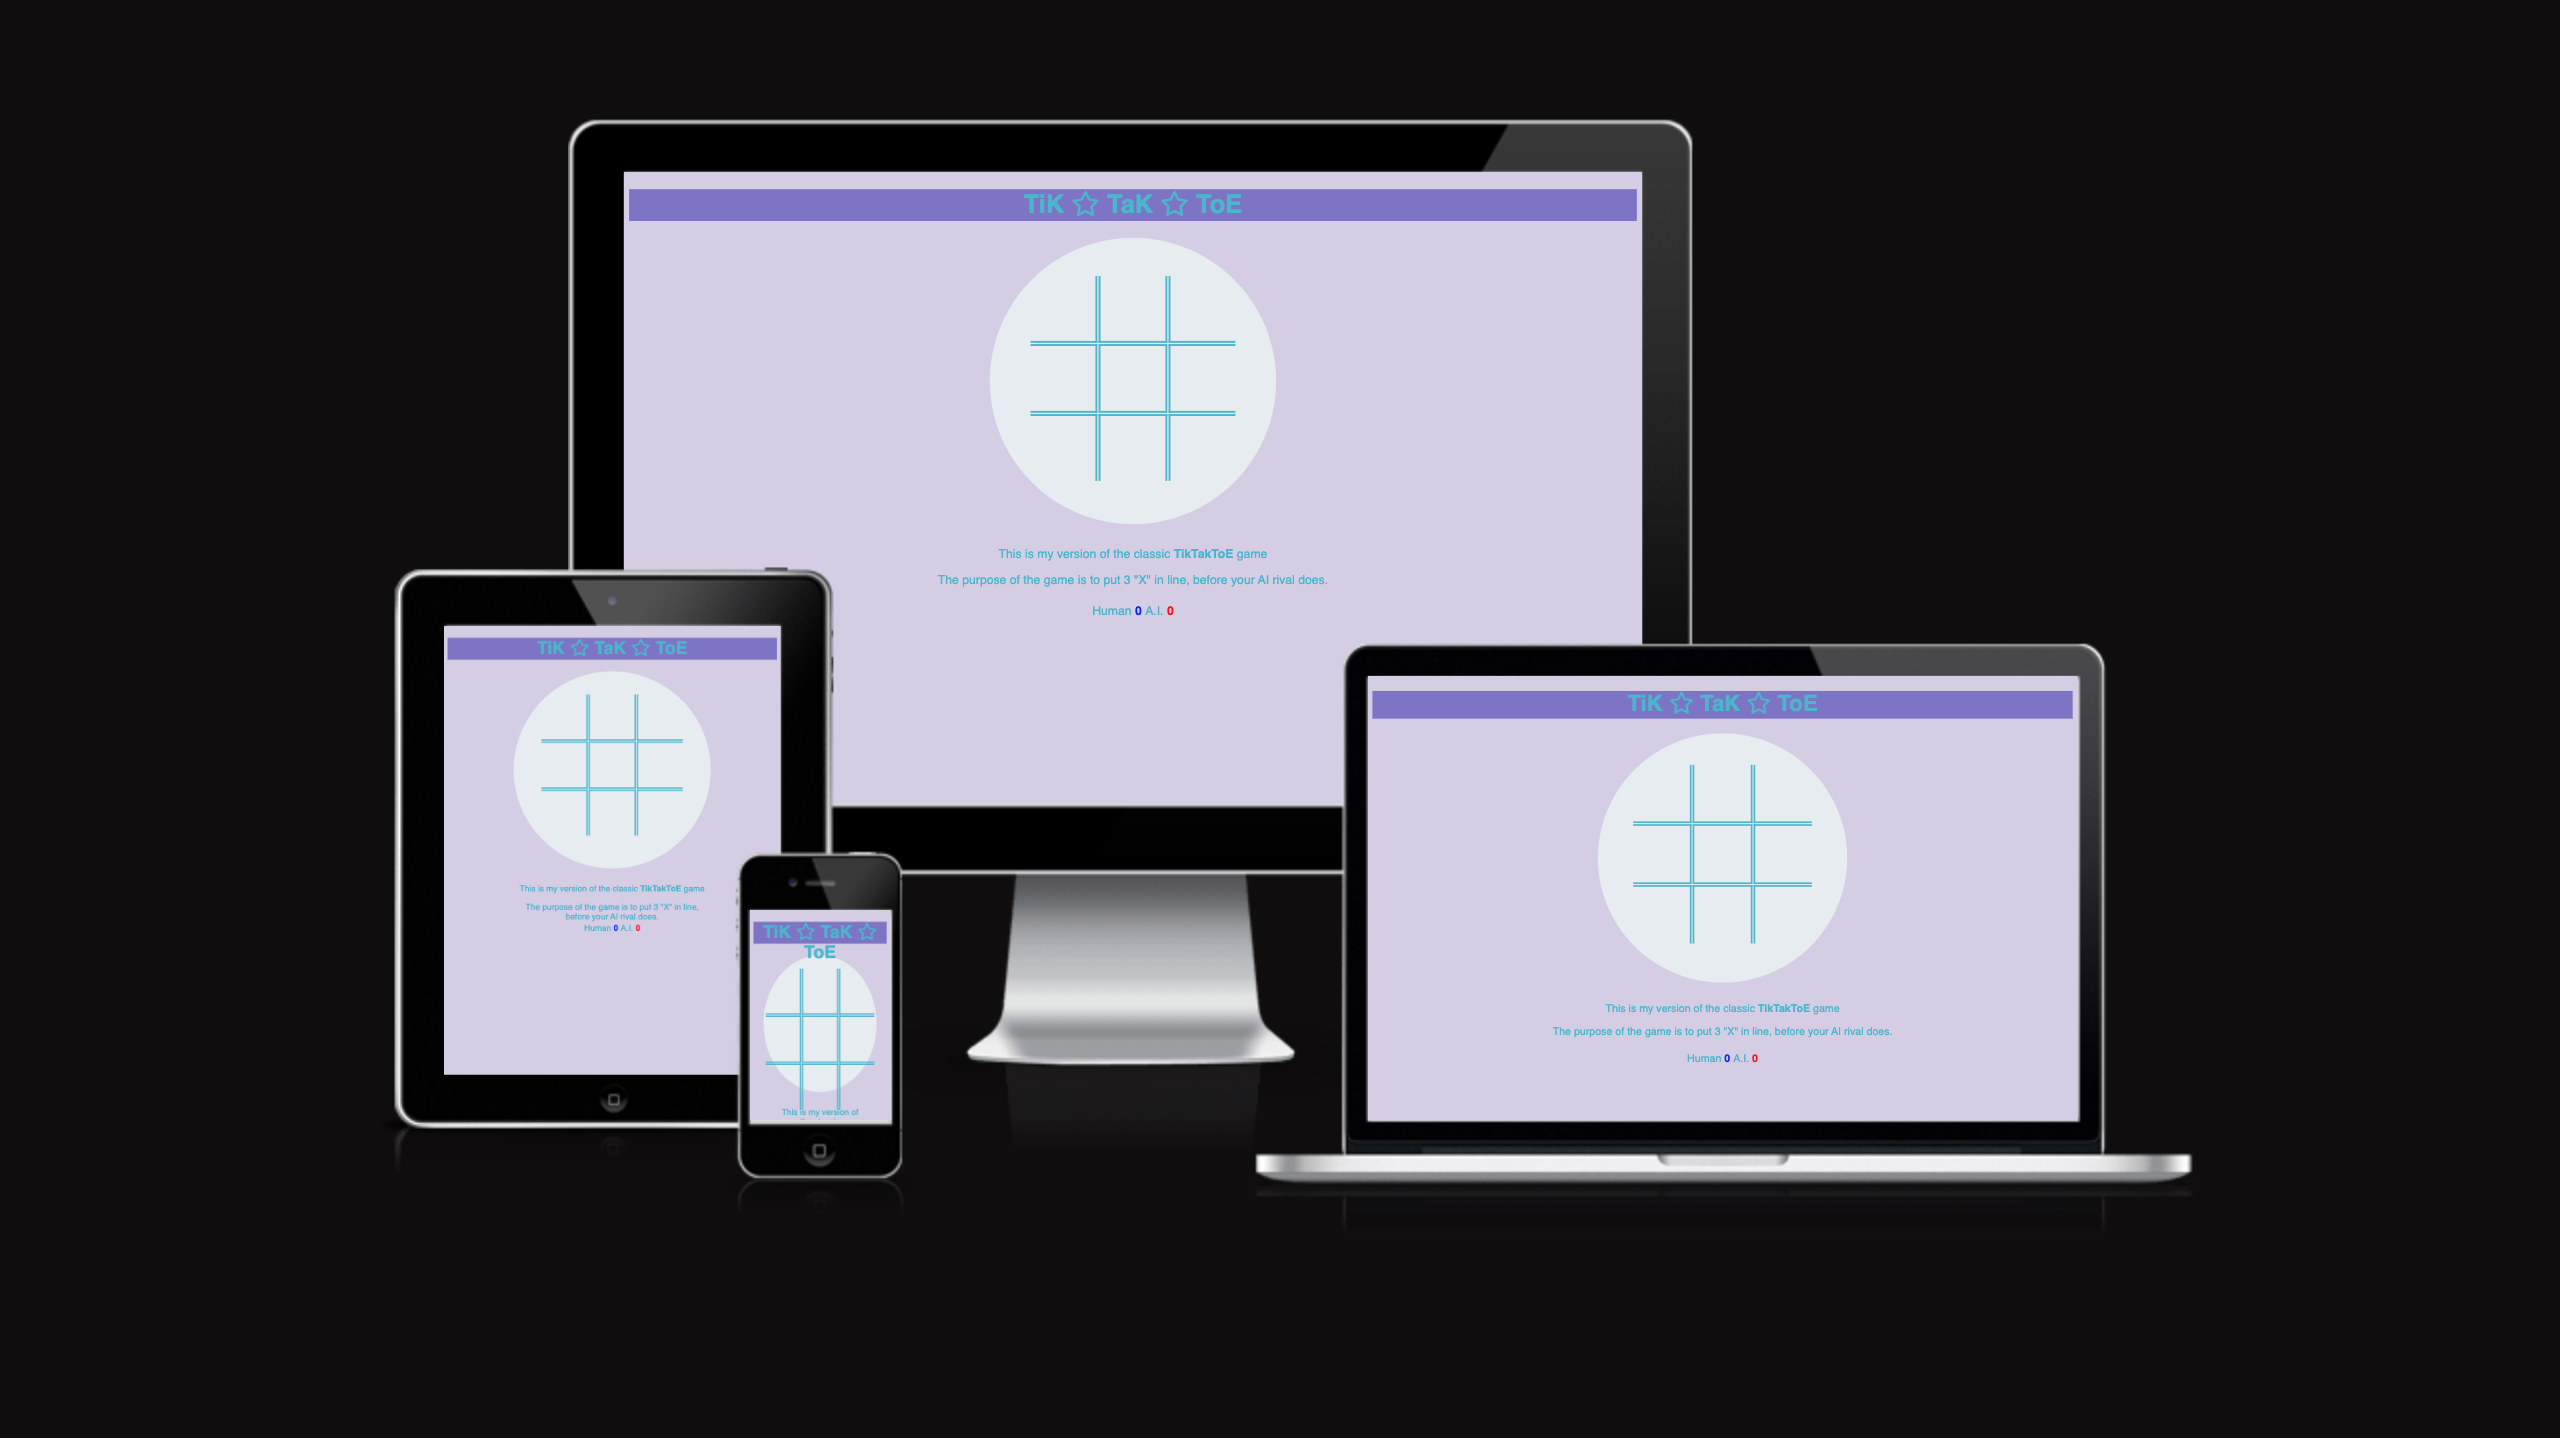 TiK ☆ TaK ☆ ToE
This is my version of the classic TikTakToE game
The purpose of the game is to put 3 "X" in line, before your AI rival does.
Human 0 A.I. 0
TiK ☆ TaK ☆ ToE
This is my version of the classic TikTakToE game
The purpose of the game is to put 3 "X" in line,
before your AI rival does.
Human 0 A.I. 0
TiK ☆ TaK ☆
ToE
This is my version of
TiK ☆ TaK ☆ ToE
This is my version of the classic TikTakToE game
The purpose of the game is to put 3 "X" in line, before your AI rival does.
Human 0 A.I. 0